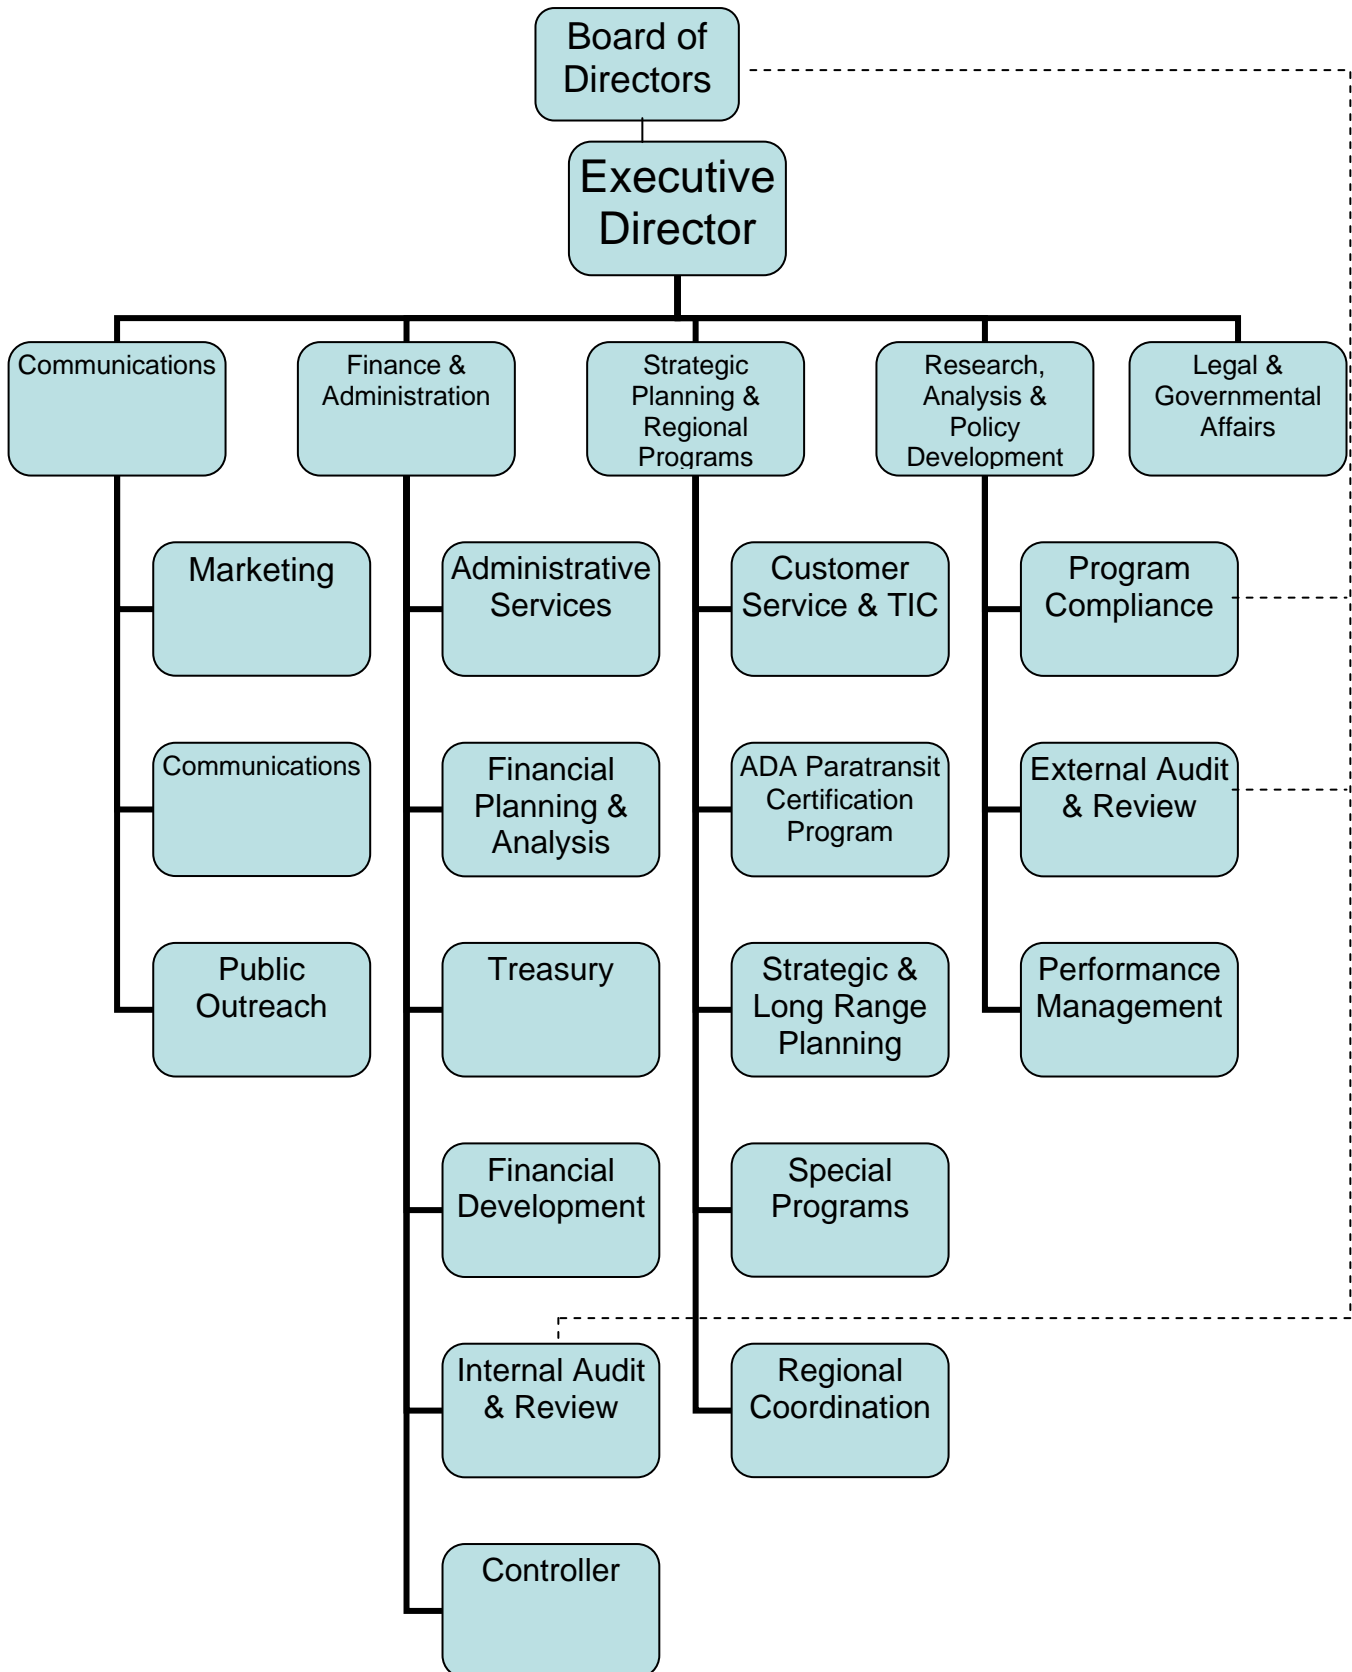 Board of
Directors
Executive
Director
Communications
Finance &
Administration
Strategic
Planning &
Regional
Programs
Research,
Analysis &
Policy
Development
Legal &
Governmental
Affairs
Marketing
Administrative
Services
Customer
Service & TIC
Program
Compliance
Communications
Financial
Planning &
Analysis
ADA Paratransit
Certification
Program
External Audit
& Review
Public
Outreach
Treasury
Strategic &
Long Range
Planning
Performance
Management
Financial
Development
Special
Programs
Internal Audit
& Review
Regional
Coordination
Controller